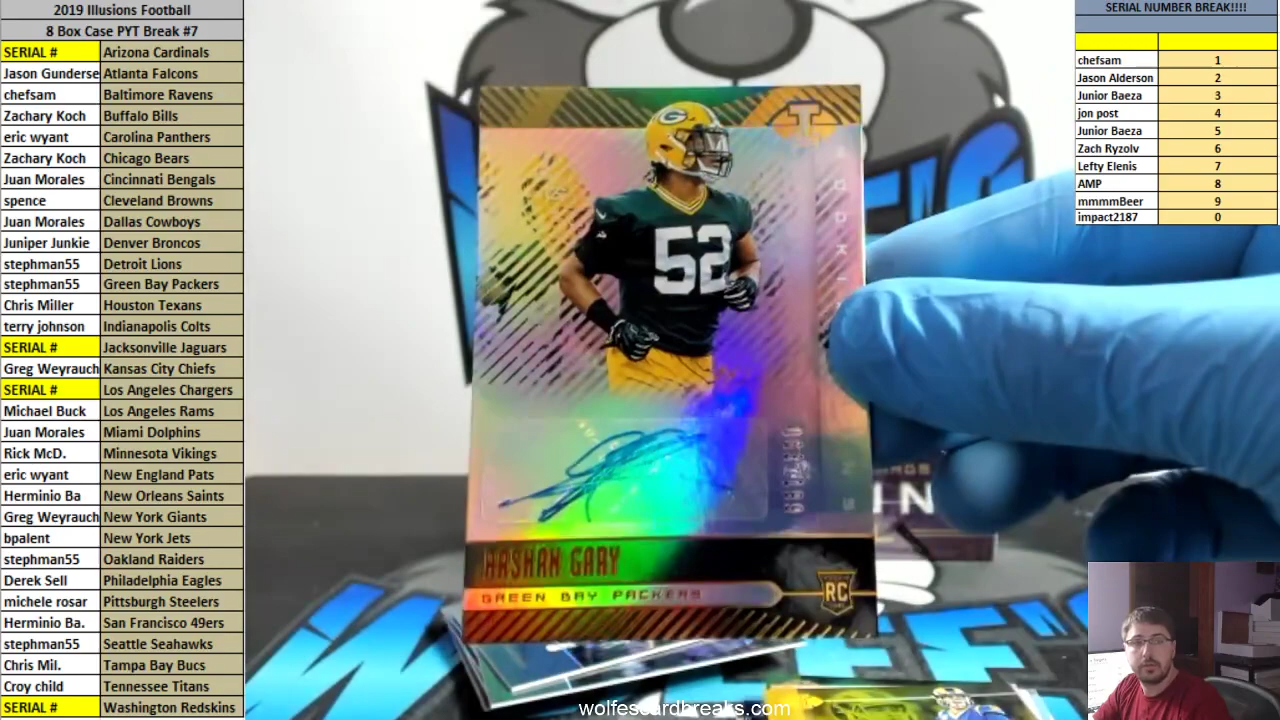 2019 Illusions Football
8 Box Case PYT Break #7
SERIAL # Arizona Cardinals
Jason Gunderse Atlanta Falcons
chefsam Baltimore Ravens
Zachary Koch Buffalo Bills
eric wyant Carolina Panthers
Zachary Koch Chicago Bears
Juan Morales Cincinnati Bengals
spence Cleveland Browns
Juan Morales Dallas Cowboys
Juniper Junkie Denver Broncos
stephman55 Detroit Lions
stephman55 Green Bay Packers
Chris Miller Houston Texans
terry johnson Indianapolis Colts
SERIAL # Jacksonville Jaguars
Greg Weyrauch Kansas City Chiefs
SERIAL # Los Angeles Chargers
Michael Buck Los Angeles Rams
Juan Morales Miami Dolphins
Rick McD. Minnesota Vikings
eric wyant New England Pats
Herminio Ba New Orleans Saints
Greg Weyrauch New York Giants
bpalent New York Jets
stephman55 Oakland Raiders
Derek Sell Philadelphia Eagles
michele rosar Pittsburgh Steelers
Herminio Ba. San Francisco 49ers
stephman55 Seattle Seahawks
Chris Mil. Tampa Bay Bucs
Croy child Tennessee Titans
SERIAL # Washington Redskins
SERIAL NUMBER BREAK!!!!
chefsam 1
Jason Alderson 2
Junior Baeza 3
jon post 4
Junior Baeza 5
Zach Ryzolv 6
Lefty Elenis 7
AMP 8
mmmmBeer 9
impact2187 0
G
52
RASHAN GARY
GREEN BAY PACKERS
RC
wolfescardbreaks.com